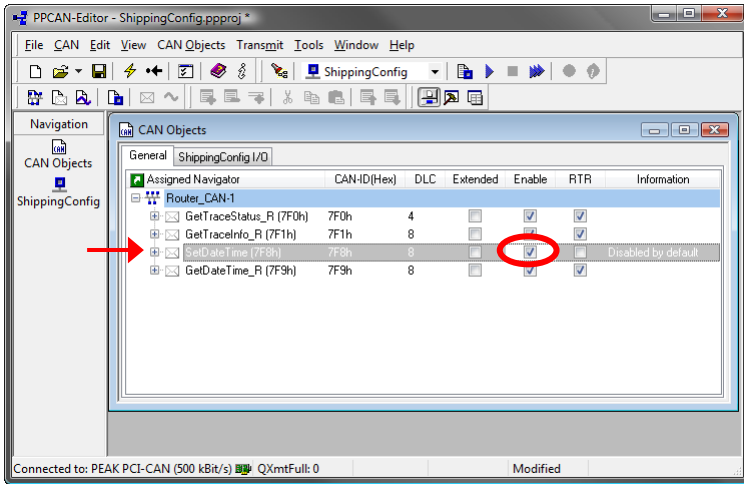 PPCAN-Editor - ShippingConfig.ppproj *
File CAN Edit View CAN Objects Transmit Tools Window Help
ShippingConfig
Navigation
CAN Objects
ShippingConfig
CAN Objects
General ShippingConfig I/O
Assigned Navigator CAN-ID(Hex) DLC Extended Enable RTR Information
Router_CAN-1
GetTraceStatus_R (7F0h) 7F0h 4
GetTraceInfo_R (7F1h) 7F1h 8
SetDateTime (7F8h) 7F8h 8 Disabled by default
GetDateTime_R (7F9h) 7F9h 8
Connected to: PEAK PCI-CAN (500 kBit/s) QXmtFull: 0 Modified